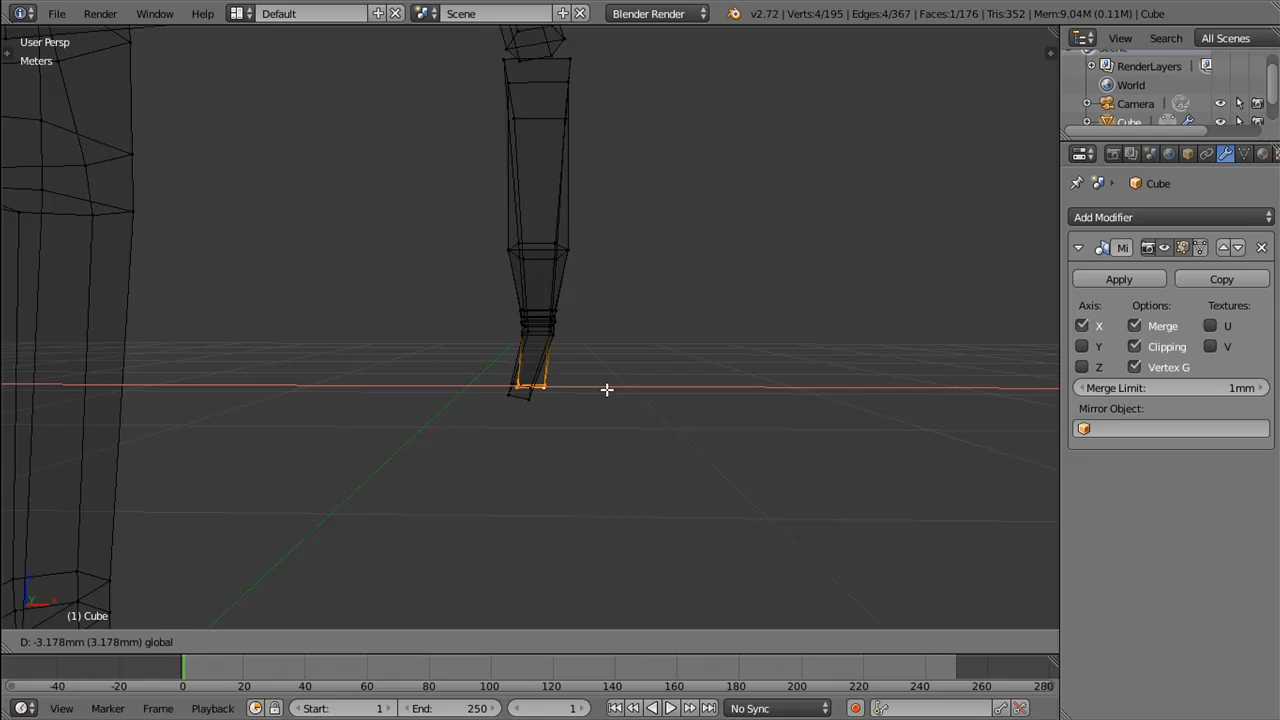 File Render Window Help Default Scene Blender Render v2.72 | Verts:4/195 | Edges:4/367 | Faces:1/176 | Tris:352 | Mem:9.04M (0.11M) | Cube
User Persp
Meters
View Search All Scenes
RenderLayers
World
Camera
Cube
Cube
Add Modifier
Mi
Apply Copy
Axis: Options: Textures:
X Merge U
Y Clipping V
Z Vertex G
Merge Limit: 1mm
Mirror Object:
z
y x
(1) Cube
D: -3.178mm (3.178mm) global
-40 -20 0 20 40 60 80 100 120 140 160 180 200 220 240 260 280
View Marker Frame Playback Start: 1 End: 250 1 No Sync